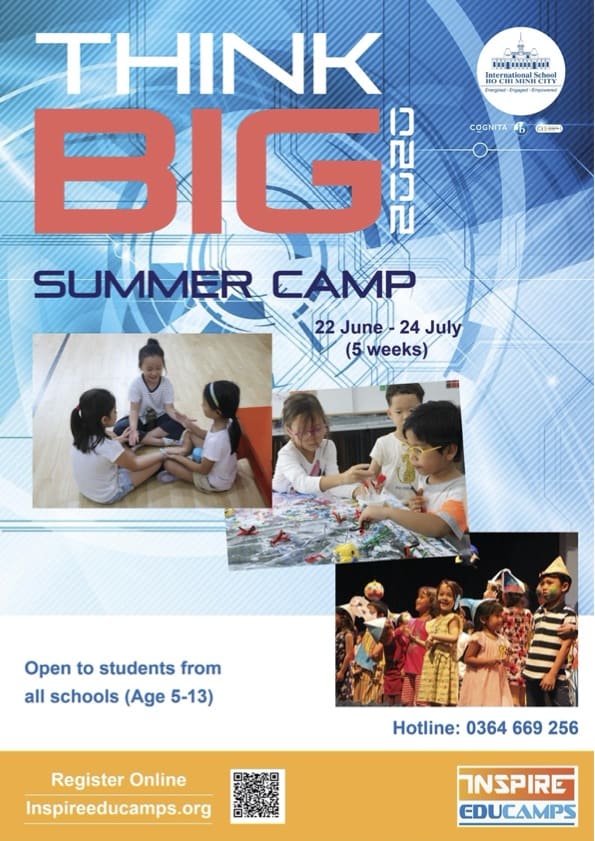 THINK
BIG
2020
SUMMER CAMP
International School
HO CHI MINH CITY
Energised - Engaged - Empowered
COGNITA
22 June - 24 July
(5 weeks)
Open to students from
all schools (Age 5-13)
Hotline: 0364 669 256
Register Online
Inspireeducamps.org
INSPIRE
EDUCAMPS